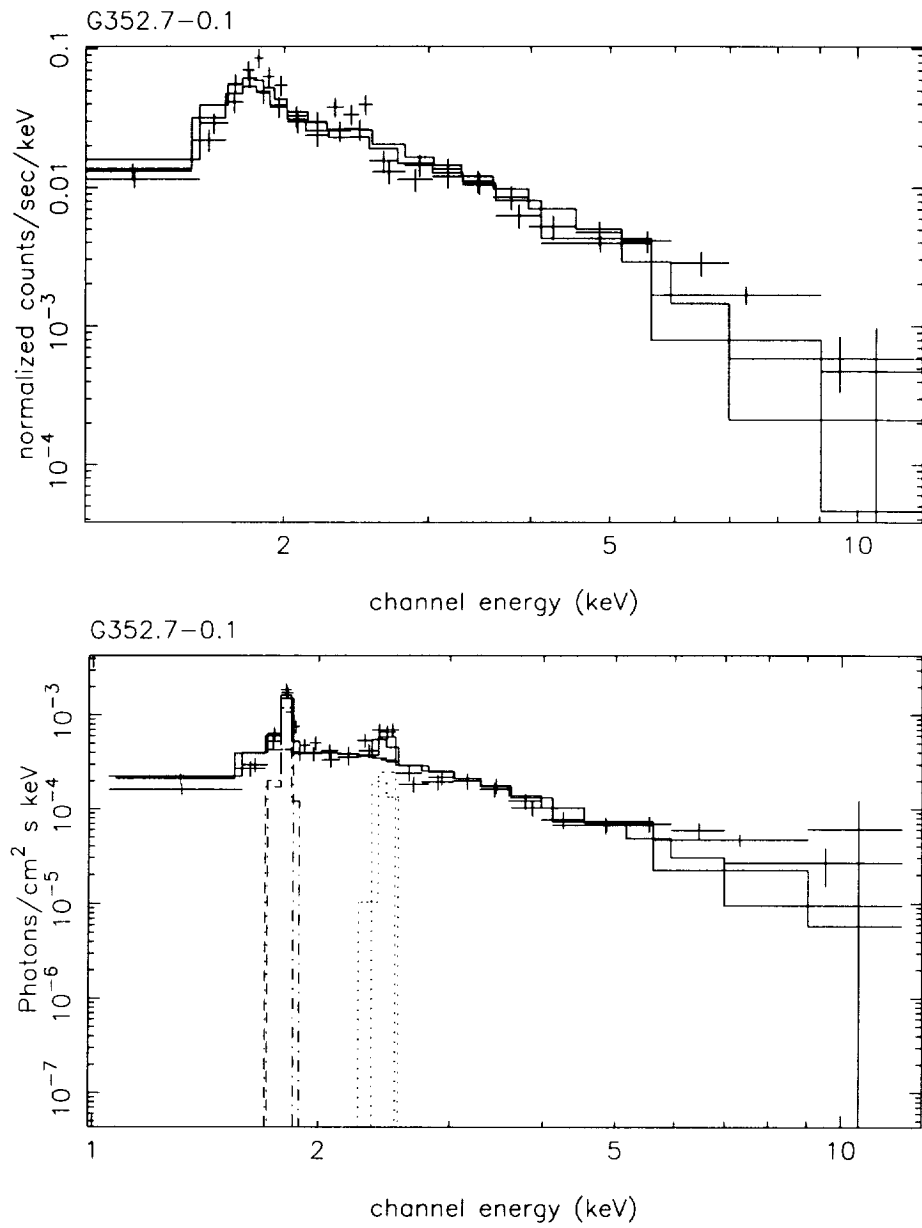 G352.7−0.1
normalized counts/sec/keV
0.1
0.01
10⁻³
10⁻⁴
2
5
10
channel energy (keV)
G352.7−0.1
Photons/cm² s keV
10⁻³
10⁻⁴
10⁻⁵
10⁻⁶
10⁻⁷
1
2
5
10
channel energy (keV)